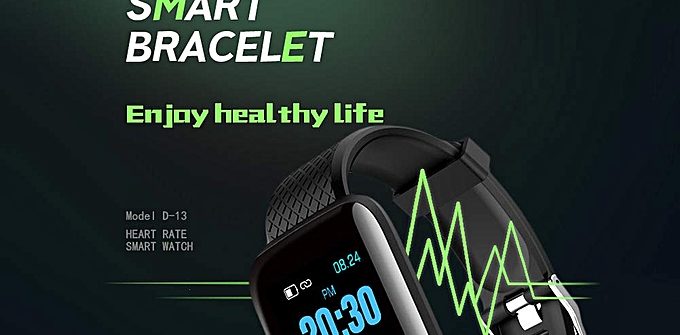 SMART
BRACELET
Enjoy healthy life
Model D-13
HEART RATE
SMART WATCH
08.24
PM
20:30